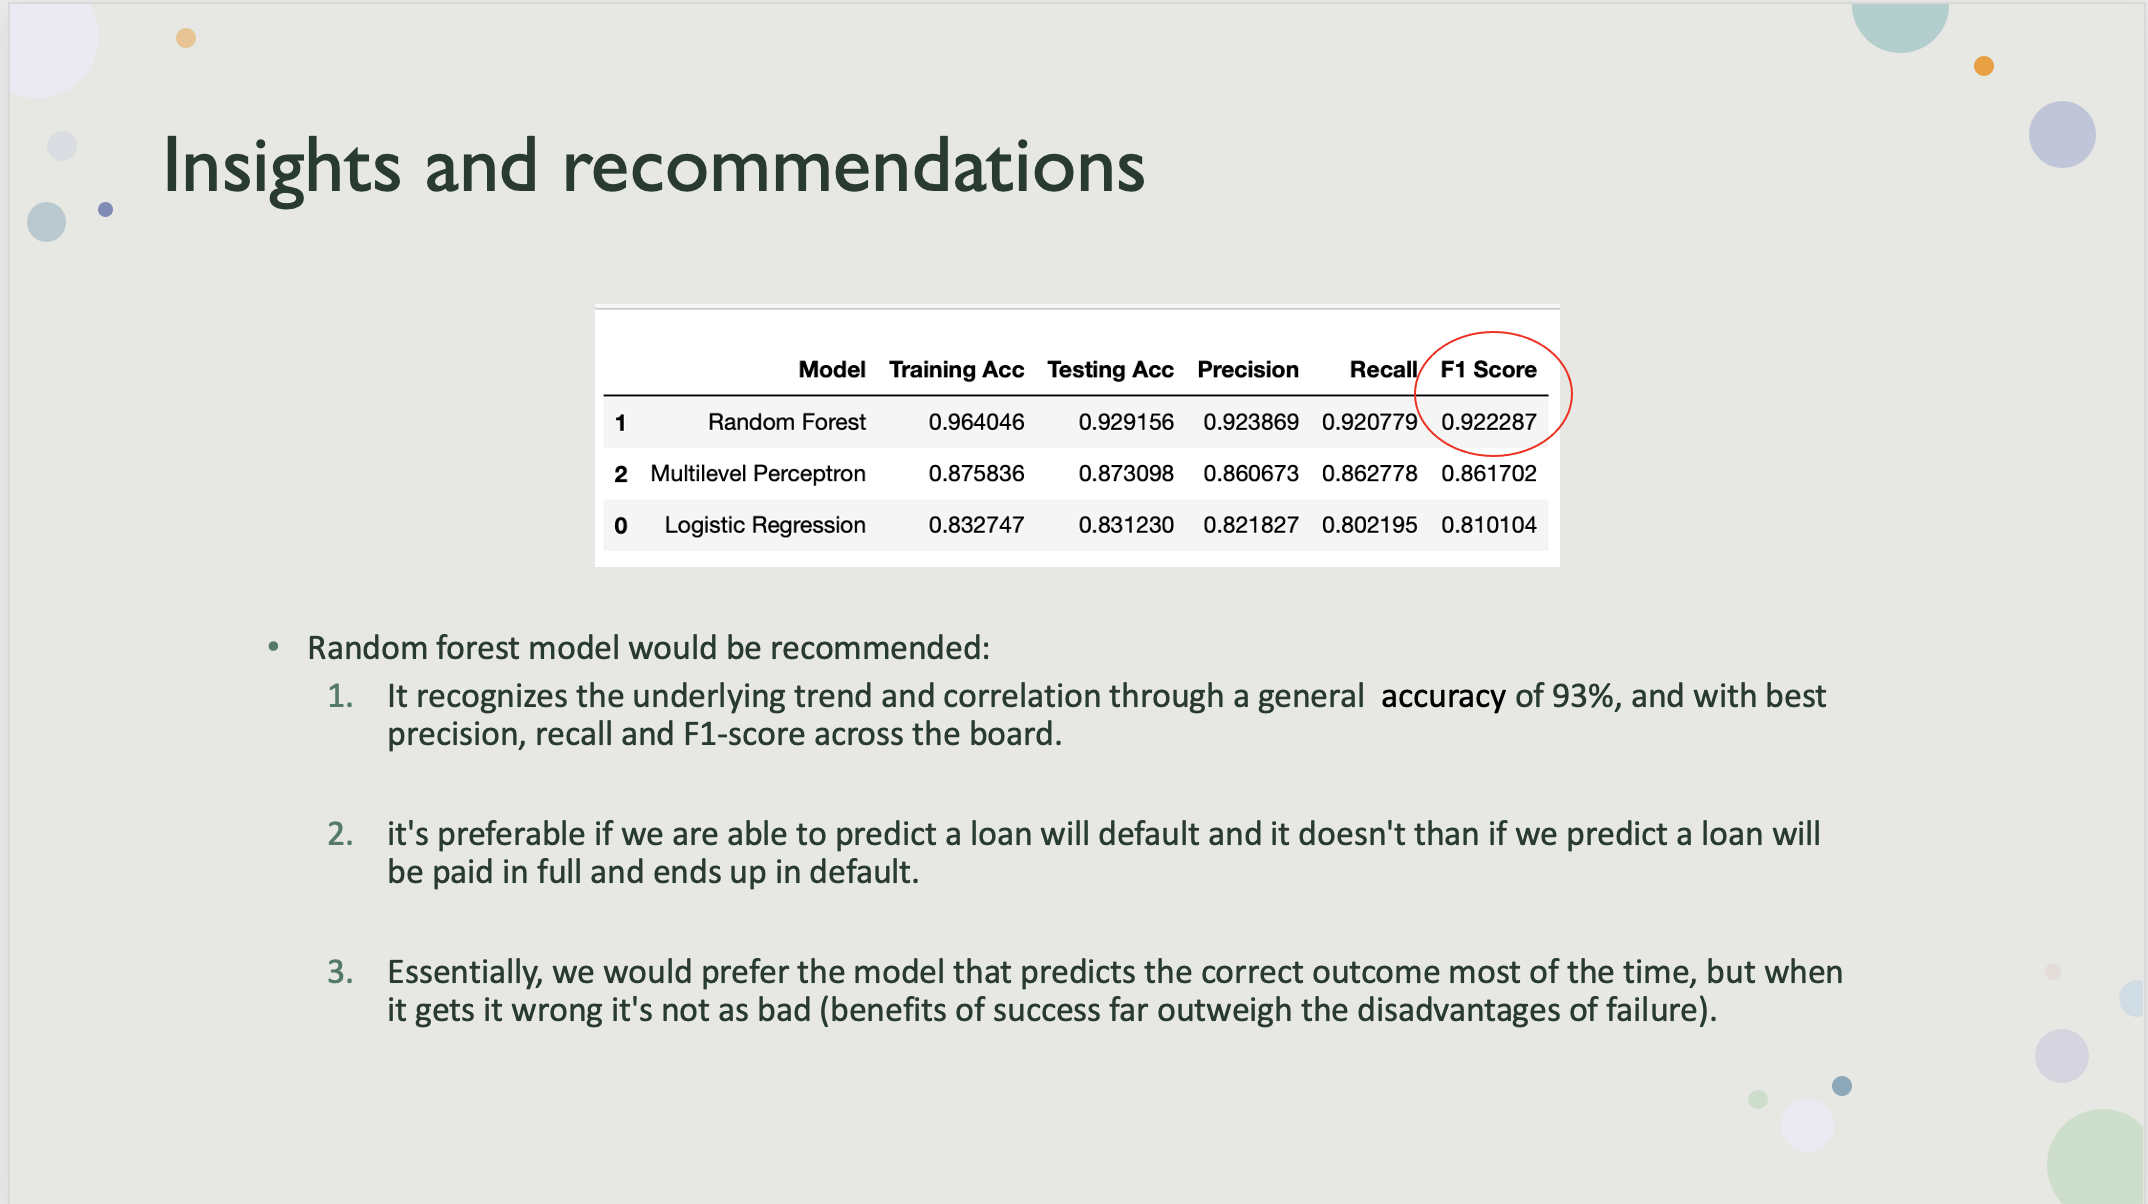 Insights and recommendations
Model Training Acc Testing Acc Precision Recall F1 Score
1 Random Forest 0.964046 0.929156 0.923869 0.920779 0.922287
2 Multilevel Perceptron 0.875836 0.873098 0.860673 0.862778 0.861702
0 Logistic Regression 0.832747 0.831230 0.821827 0.802195 0.810104
• Random forest model would be recommended:
1. It recognizes the underlying trend and correlation through a general accuracy of 93%, and with best
precision, recall and F1-score across the board.
2. it's preferable if we are able to predict a loan will default and it doesn't than if we predict a loan will
be paid in full and ends up in default.
3. Essentially, we would prefer the model that predicts the correct outcome most of the time, but when
it gets it wrong it's not as bad (benefits of success far outweigh the disadvantages of failure).